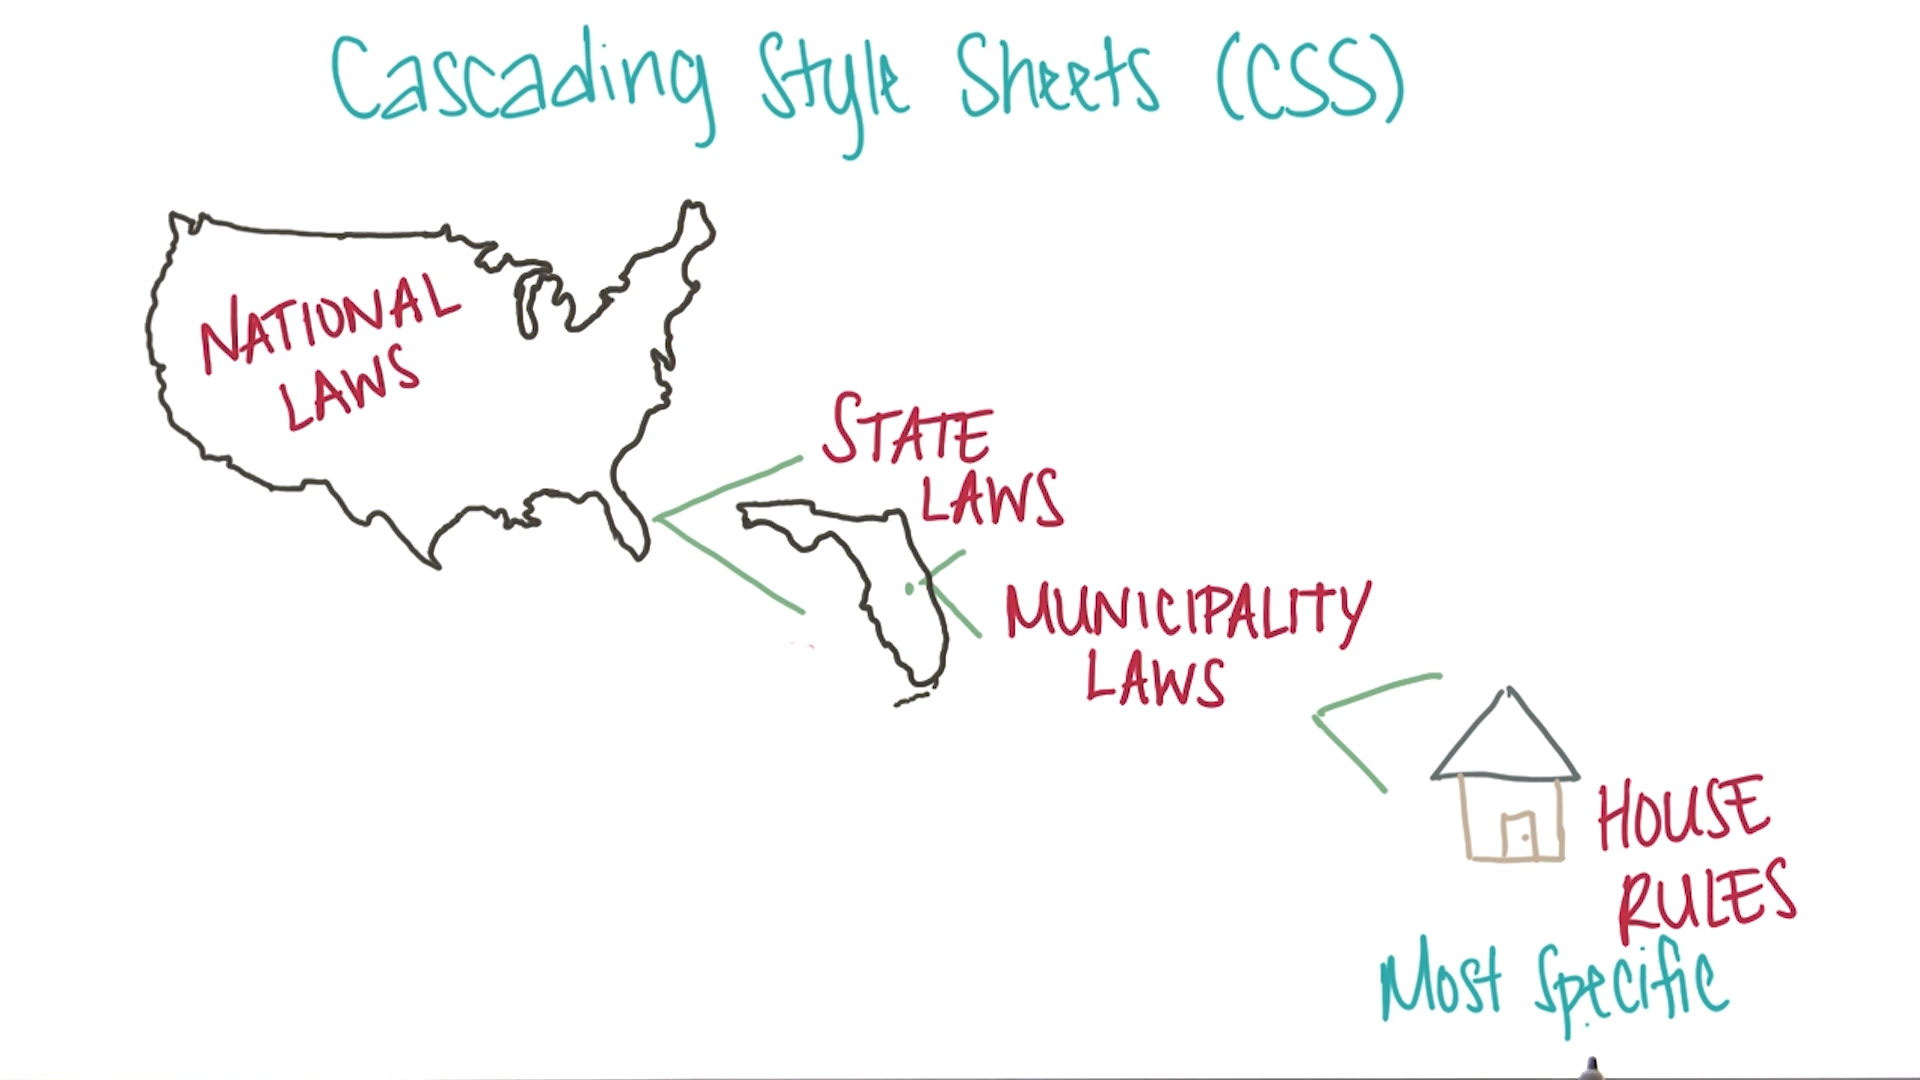 Cascading Style Sheets (CSS)
NATIONAL
LAWS
STATE
LAWS
MUNICIPALITY
LAWS
HOUSE
RULES
Most Specific